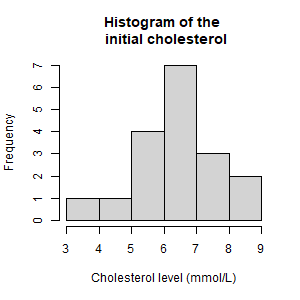 Histogram of the
initial cholesterol
Frequency
7
6
5
4
3
2
1
0
3 4 5 6 7 8 9
Cholesterol level (mmol/L)